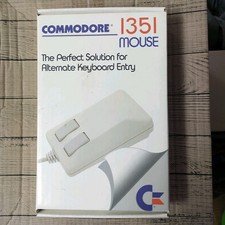 COMMODORE® 1351
MOUSE
The Perfect Solution for
Alternate Keyboard Entry